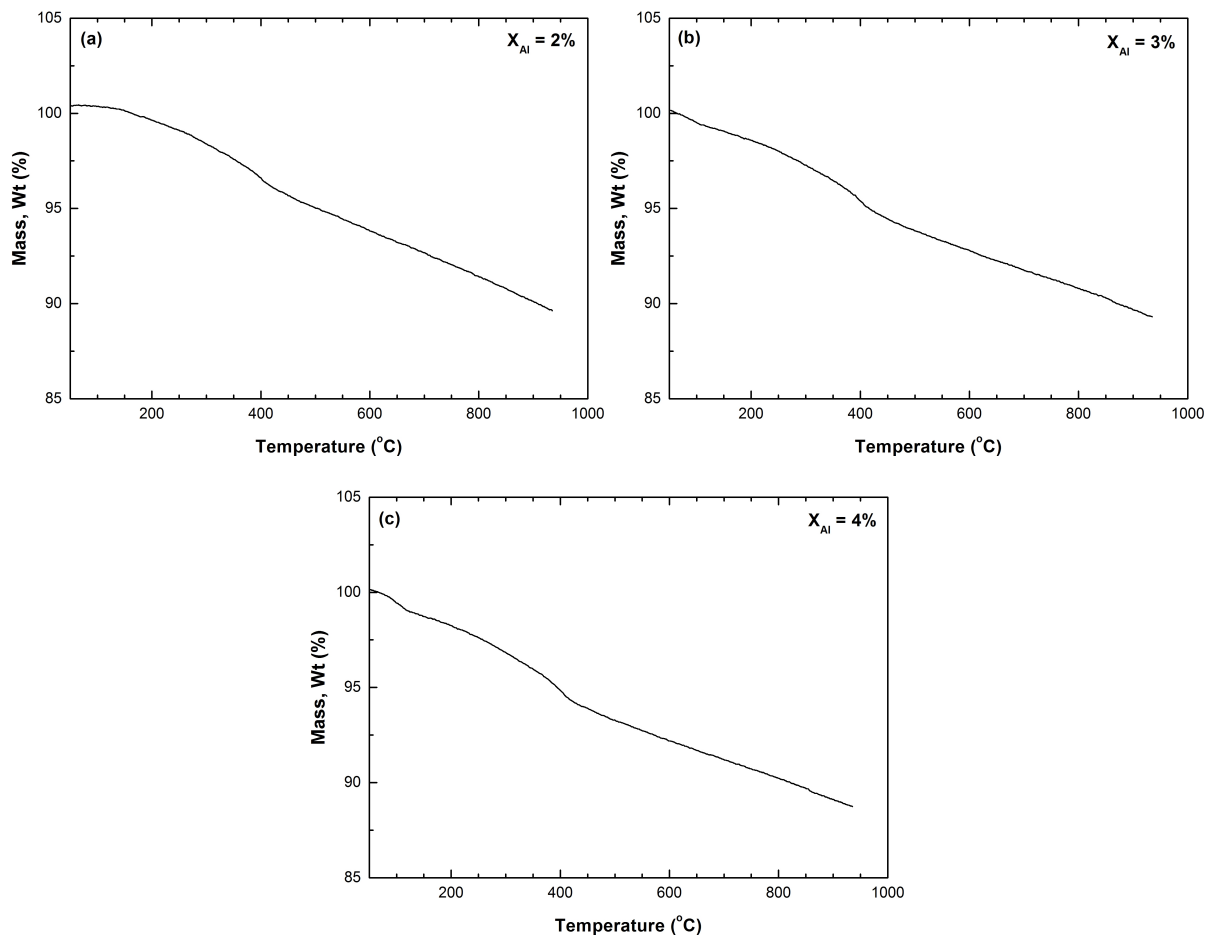 (a) X_Al = 2%
105
100
95
90
85
200 400 600 800 1000
Mass, Wt (%)
Temperature (°C)
(b) X_Al = 3%
105
100
95
90
85
200 400 600 800 1000
Mass, Wt (%)
Temperature (°C)
(c) X_Al = 4%
105
100
95
90
85
200 400 600 800 1000
Mass, Wt (%)
Temperature (°C)